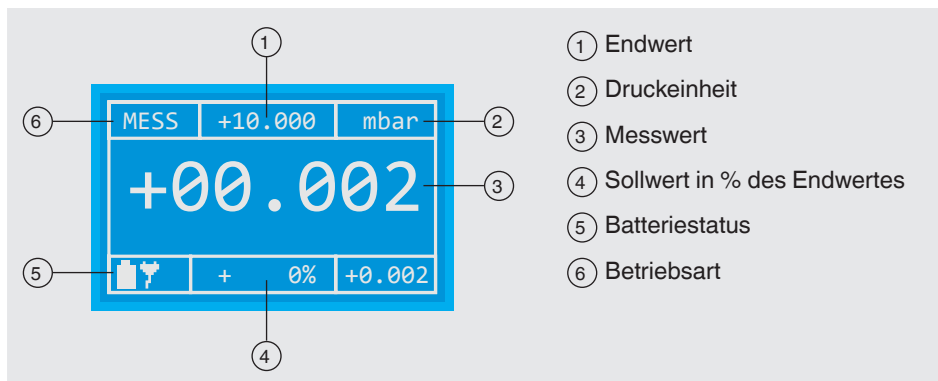 1
6
MESS +10.000 mbar
2
+00.002
3
5
+ 0% +0.002
4
1 Endwert
2 Druckeinheit
3 Messwert
4 Sollwert in % des Endwertes
5 Batteriestatus
6 Betriebsart